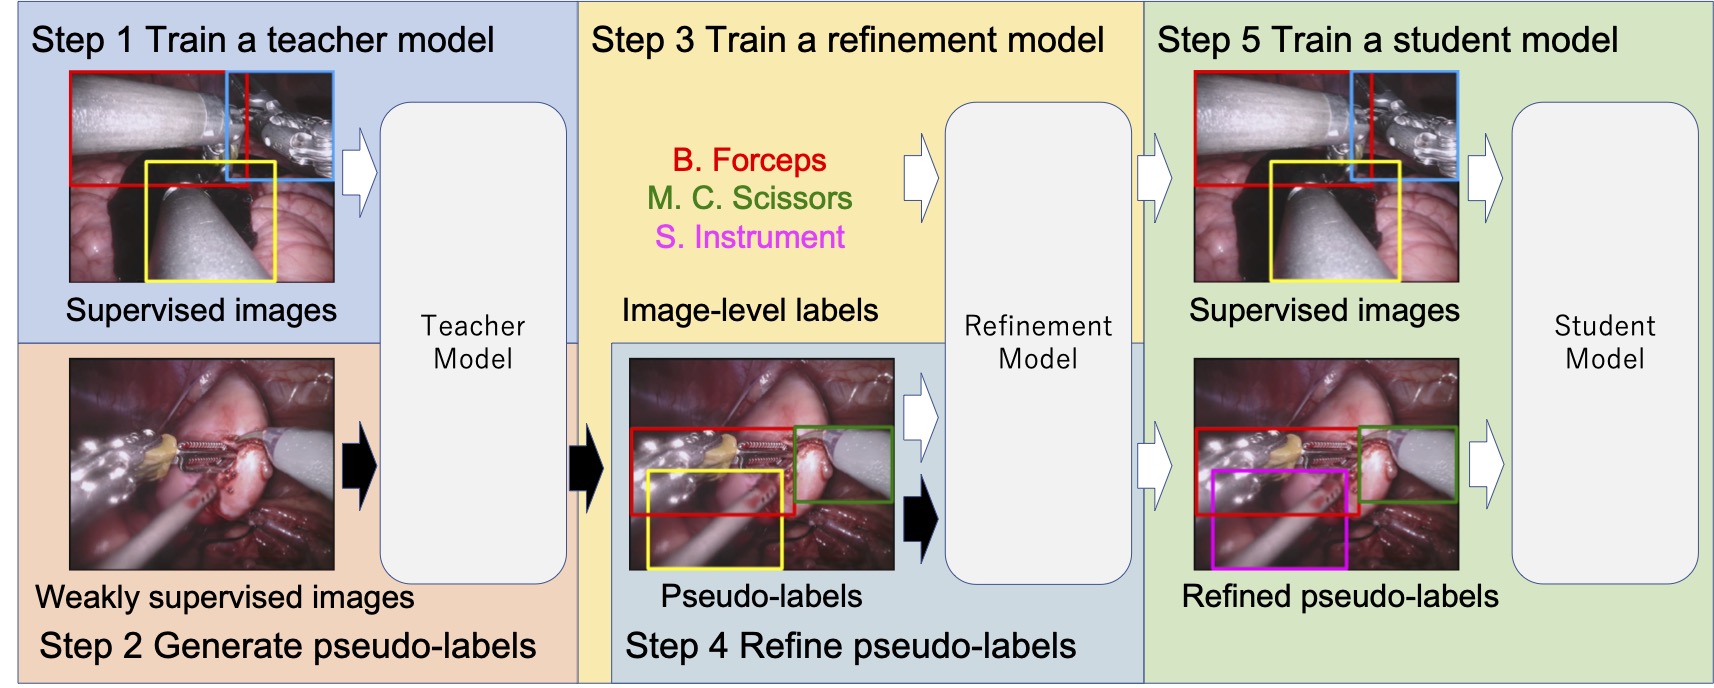 Step 1 Train a teacher model
Supervised images
Teacher
Model
Weakly supervised images
Step 2 Generate pseudo-labels
Step 3 Train a refinement model
B. Forceps
M. C. Scissors
S. Instrument
Image-level labels
Refinement
Model
Pseudo-labels
Step 4 Refine pseudo-labels
Step 5 Train a student model
Supervised images
Student
Model
Refined pseudo-labels